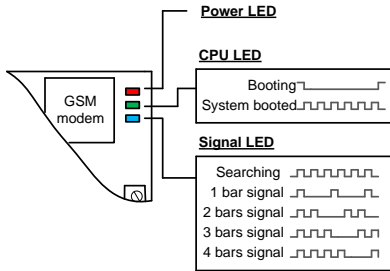 Power LED
CPU LED
Booting
System booted
GSM
modem
Signal LED
Searching
1 bar signal
2 bars signal
3 bars signal
4 bars signal